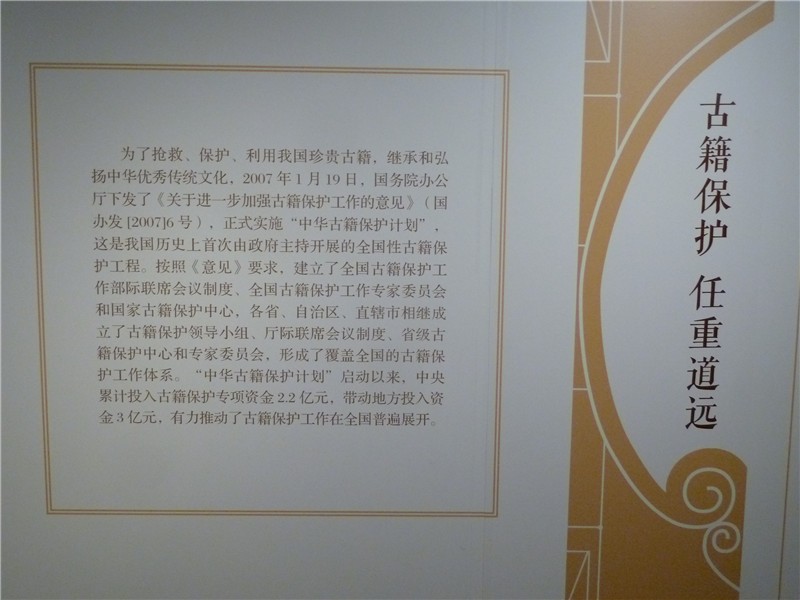 为了抢救、保护、利用我国珍贵古籍，继承和弘
扬中华优秀传统文化，2007年1月19日，国务院办公
厅下发了《关于进一步加强古籍保护工作的意见》（国
办发[2007]6号），正式实施“中华古籍保护计划”，
这是我国历史上首次由政府主持开展的全国性古籍保
护工程。按照《意见》要求，建立了全国古籍保护工
作部际联席会议制度、全国古籍保护工作专家委员会
和国家古籍保护中心，各省、自治区、直辖市相继成
立了古籍保护领导小组、厅际联席会议制度、省级古
籍保护中心和专家委员会，形成了覆盖全国的古籍保
护工作体系。“中华古籍保护计划”启动以来，中央
累计投入古籍保护专项资金2.2亿元，带动地方投入资
金3亿元，有力推动了古籍保护工作在全国普遍展开。
古籍保护 任重道远